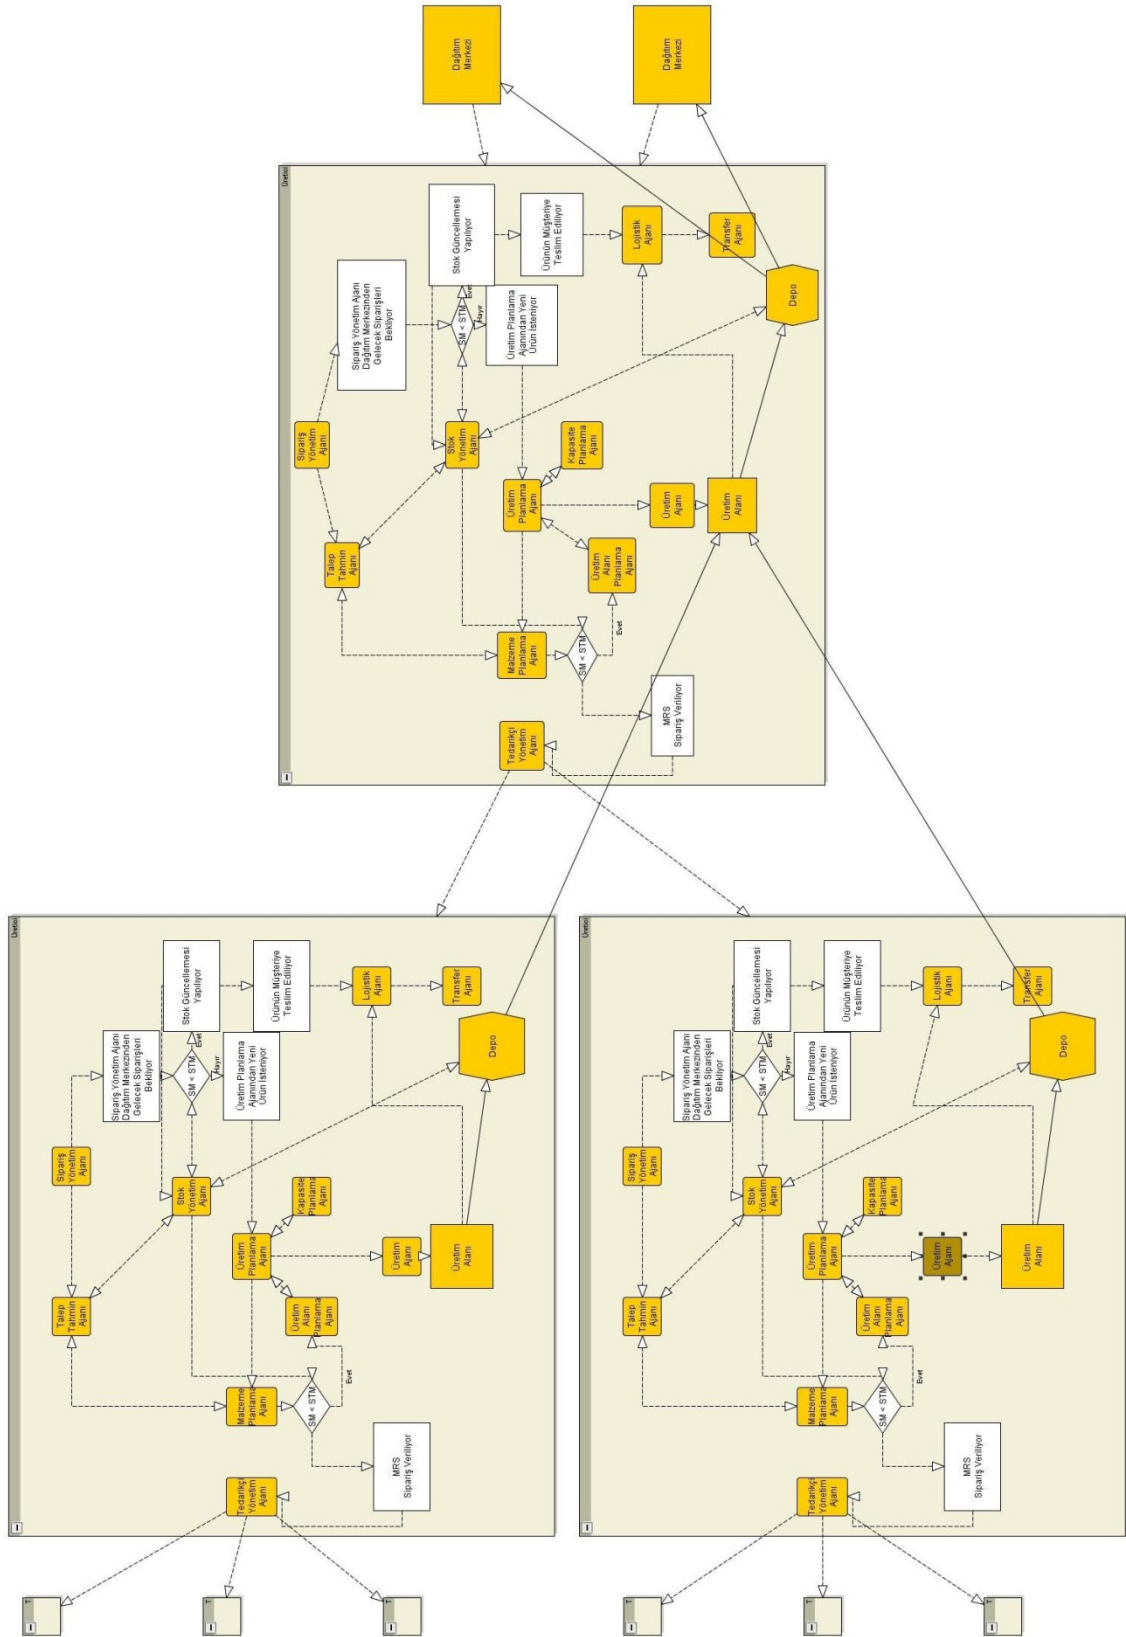 Dağıtım
Merkezi
Dağıtım
Merkezi
Üretici
Sipariş Yönetim Ajanı
Dağıtım Merkezinden
Gelecek Siparişleri
Bekliyor
Stok Güncellemesi
Yapılıyor
Ürünün Müşteriye
Teslim Ediliyor
Lojistik
Ajanı
Transfer
Ajanı
Sipariş
Yönetim
Ajanı
SM < STM
Evet
Hayır
Üretim Planlama
Ajanından Yeni
Ürün İsteniyor
Depo
Talep
Tahmin
Ajanı
Stok
Yönetim
Ajanı
Üretim
Planlama
Ajanı
Kapasite
Planlama
Ajanı
Üretim
Alanı
Planlama
Ajanı
Üretim
Ajanı
Üretim
Alanı
Malzeme
Planlama
Ajanı
SM < STM
Evet
Tedarikçi
Yönetim
Ajanı
MRS
Sipariş Veriliyor
Üretici
Sipariş Yönetim Ajanı
Dağıtım Merkezinden
Gelecek Siparişleri
Bekliyor
Stok Güncellemesi
Yapılıyor
Ürünün Müşteriye
Teslim Ediliyor
Lojistik
Ajanı
Transfer
Ajanı
Sipariş
Yönetim
Ajanı
SM < STM
Evet
Hayır
Üretim Planlama
Ajanından Yeni
Ürün İsteniyor
Depo
Talep
Tahmin
Ajanı
Stok
Yönetim
Ajanı
Üretim
Planlama
Ajanı
Kapasite
Planlama
Ajanı
Üretim
Alanı
Planlama
Ajanı
Üretim
Ajanı
Üretim
Alanı
Malzeme
Planlama
Ajanı
SM < STM
Evet
Tedarikçi
Yönetim
Ajanı
MRS
Sipariş Veriliyor
Üretici
Sipariş Yönetim Ajanı
Dağıtım Merkezinden
Gelecek Siparişleri
Bekliyor
Stok Güncellemesi
Yapılıyor
Ürünün Müşteriye
Teslim Ediliyor
Lojistik
Ajanı
Transfer
Ajanı
Sipariş
Yönetim
Ajanı
SM < STM
Evet
Hayır
Üretim Planlama
Ajanından Yeni
Ürün İsteniyor
Depo
Talep
Tahmin
Ajanı
Stok
Yönetim
Ajanı
Üretim
Planlama
Ajanı
Kapasite
Planlama
Ajanı
Üretim
Alanı
Planlama
Ajanı
Üretim
Ajanı
Üretim
Alanı
Malzeme
Planlama
Ajanı
SM < STM
Evet
Tedarikçi
Yönetim
Ajanı
MRS
Sipariş Veriliyor
T
T
T
T
T
T